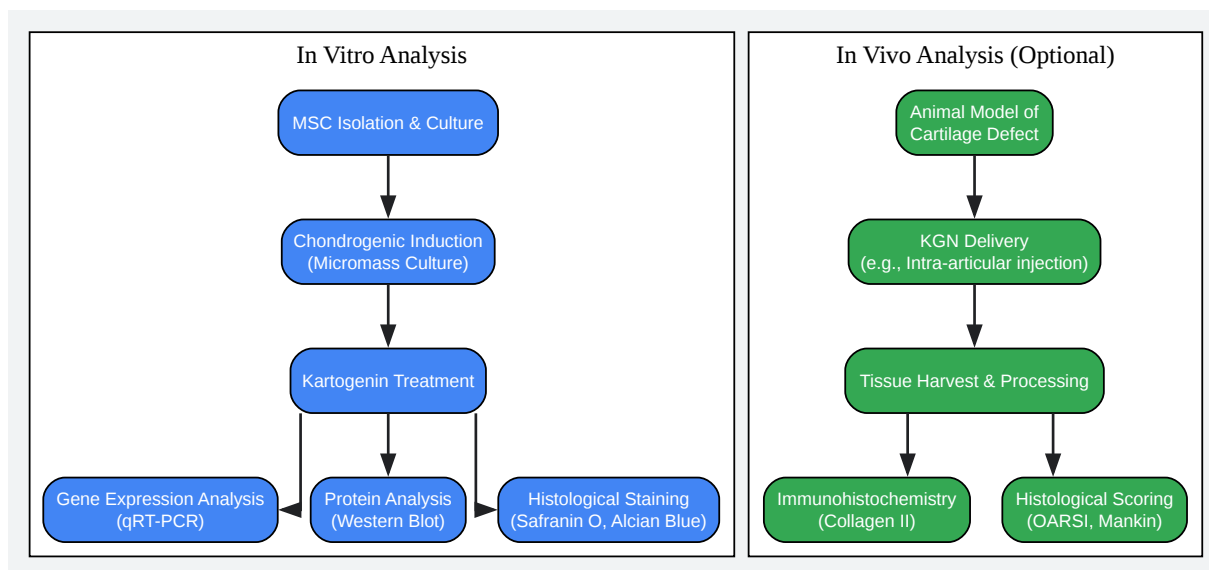 In Vitro Analysis
MSC Isolation & Culture
Chondrogenic Induction
(Micromass Culture)
Kartogenin Treatment
Gene Expression Analysis
(qRT-PCR)
Protein Analysis
(Western Blot)
Histological Staining
(Safranin O, Alcian Blue)
In Vivo Analysis (Optional)
Animal Model of
Cartilage Defect
KGN Delivery
(e.g., Intra-articular injection)
Tissue Harvest & Processing
Immunohistochemistry
(Collagen II)
Histological Scoring
(OARSI, Mankin)